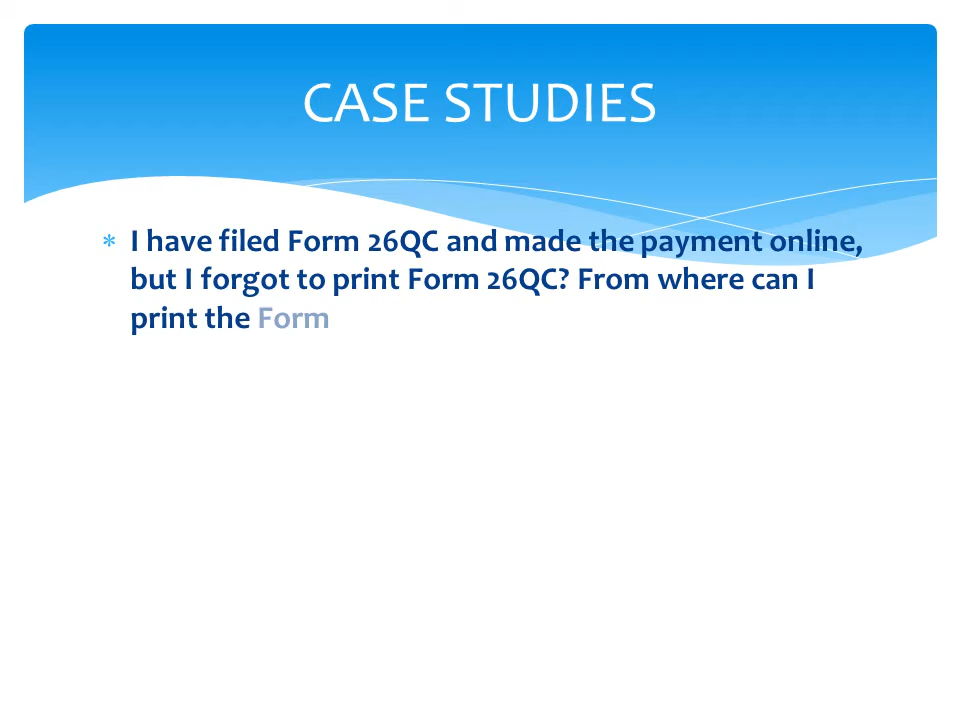 CASE STUDIES
* I have filed Form 26QC and made the payment online,
but I forgot to print Form 26QC? From where can I
print the Form